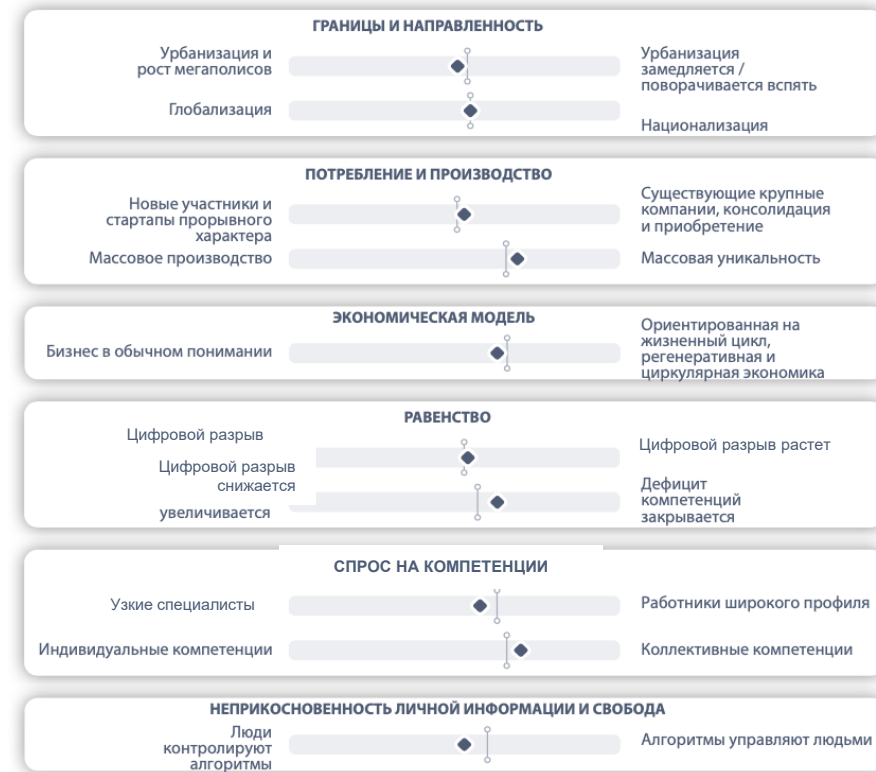 ГРАНИЦЫ И НАПРАВЛЕННОСТЬ
Урбанизация и
рост мегаполисов
Урбанизация
замедляется /
поворачивается вспять
Глобализация
Национализация
ПОТРЕБЛЕНИЕ И ПРОИЗВОДСТВО
Новые участники и
стартапы прорывного
характера
Существующие крупные
компании, консолидация
и приобретение
Массовое производство
Массовая уникальность
ЭКОНОМИЧЕСКАЯ МОДЕЛЬ
Бизнес в обычном понимании
Ориентированная на
жизненный цикл,
регенеративная и
циркулярная экономика
РАВЕНСТВО
Цифровой разрыв
Цифровой разрыв растет
Цифровой разрыв
снижается
увеличивается
Дефицит
компетенций
закрывается
СПРОС НА КОМПЕТЕНЦИИ
Узкие специалисты
Работники широкого профиля
Индивидуальные компетенции
Коллективные компетенции
НЕПРИКОСНОВЕННОСТЬ ЛИЧНОЙ ИНФОРМАЦИИ И СВОБОДА
Люди
контролируют
алгоритмы
Алгоритмы управляют людьми